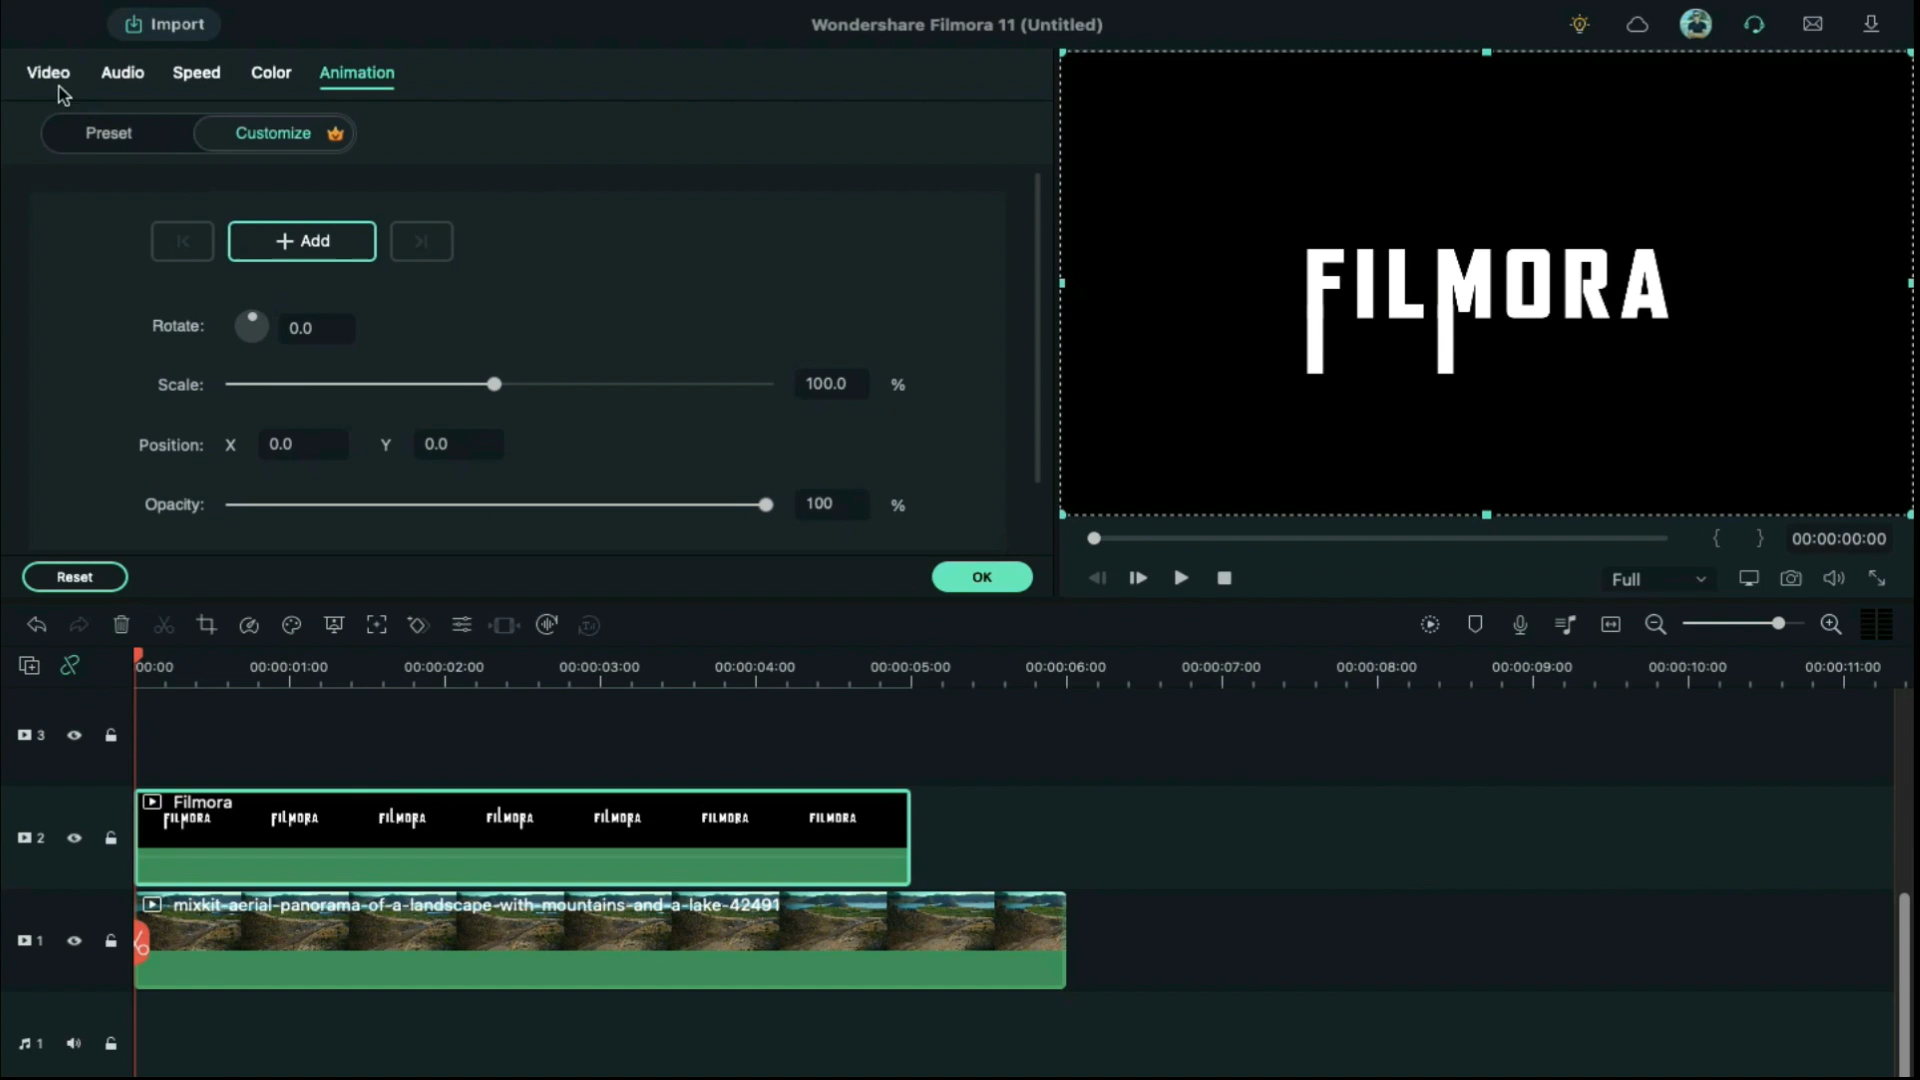 Import
Wondershare Filmora 11 (Untitled)
Video Audio Speed Color Animation
Preset Customize
Add
Rotate: 0.0
Scale: 100.0 %
Position: X 0.0 Y 0.0
Opacity: 100 %
Reset OK
FILMORA
{ } 00:00:00:00
Full
00:00 00:00:01:00 00:00:02:00 00:00:03:00 00:00:04:00 00:00:05:00 00:00:06:00 00:00:07:00 00:00:08:00 00:00:09:00 00:00:10:00 00:00:11:00
3
2
Filmora
FILMORA FILMORA FILMORA FILMORA FILMORA FILMORA FILMORA
1
mixkit-aerial-panorama-of-a-landscape-with-mountains-and-a-lake-42491
1